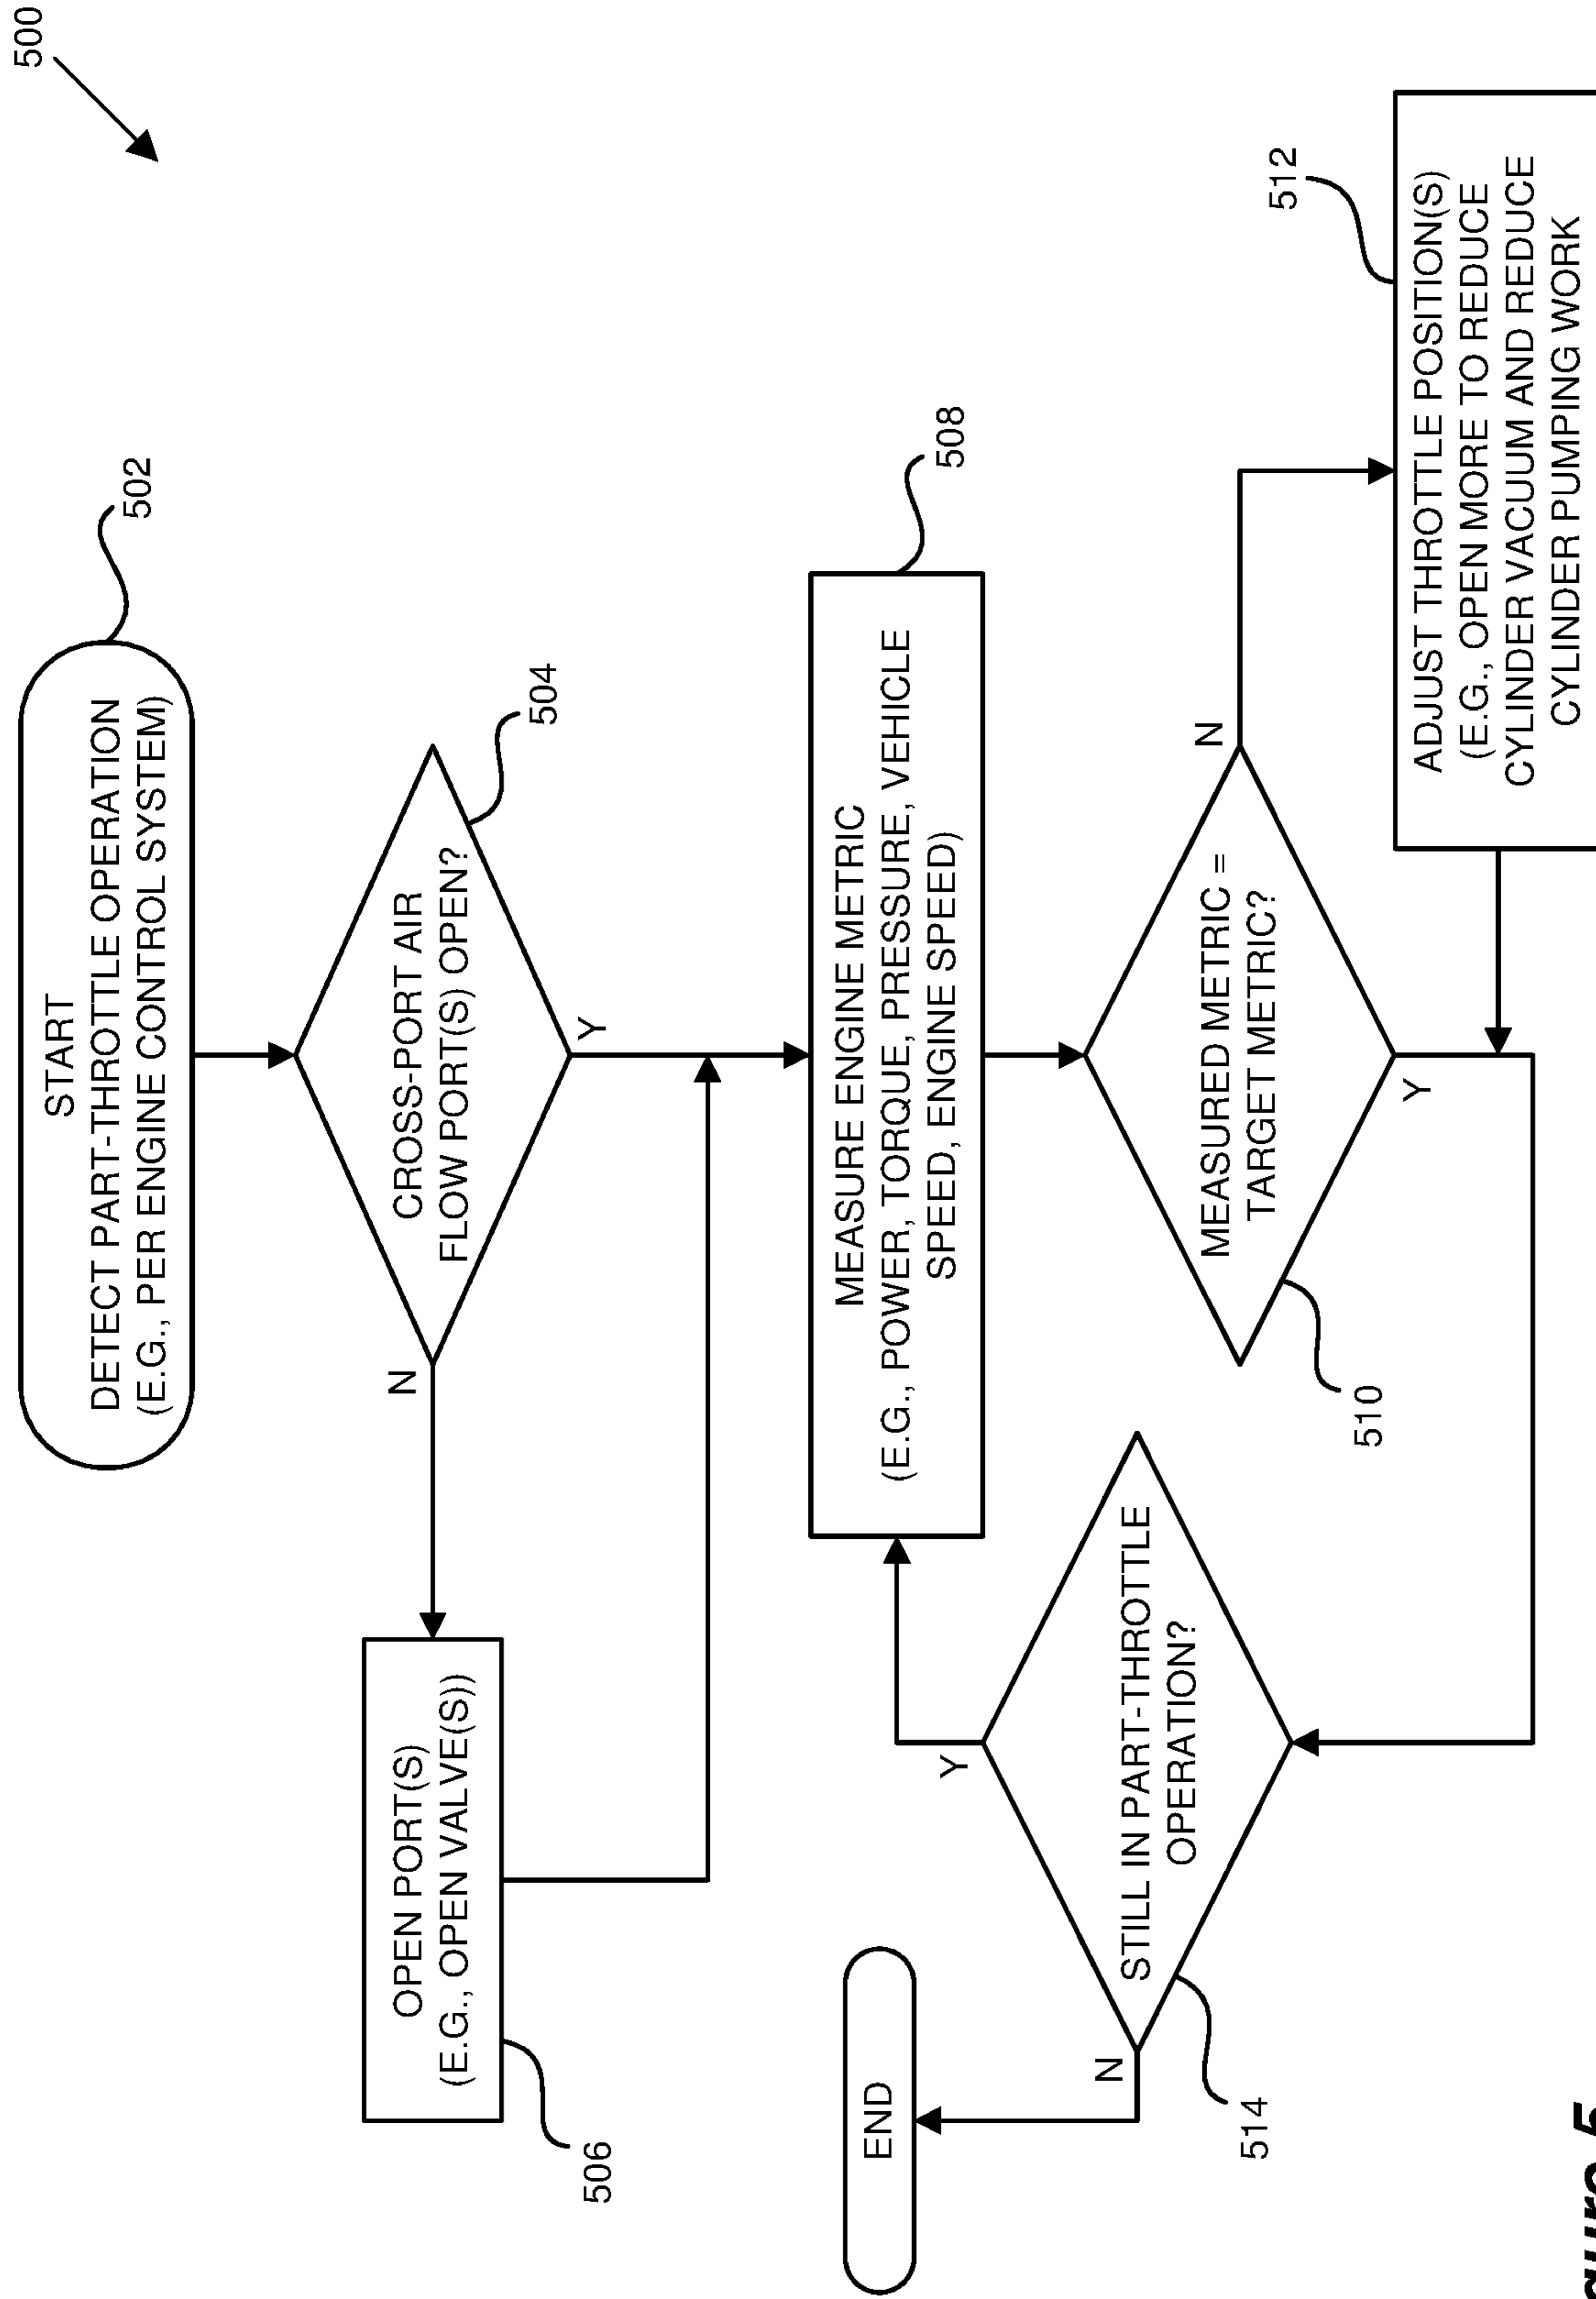 500
START
DETECT PART-THROTTLE OPERATION
(E.G., PER ENGINE CONTROL SYSTEM)
502
CROSS-PORT AIR
FLOW PORT(S) OPEN?
504
N
Y
OPEN PORT(S)
(E.G., OPEN VALVE(S))
506
MEASURE ENGINE METRIC
(E.G., POWER, TORQUE, PRESSURE, VEHICLE
SPEED, ENGINE SPEED)
508
MEASURED METRIC =
TARGET METRIC?
510
N
Y
ADJUST THROTTLE POSITION(S)
(E.G., OPEN MORE TO REDUCE
CYLINDER VACUUM AND REDUCE
CYLINDER PUMPING WORK
512
STILL IN PART-THROTTLE
OPERATION?
514
Y
N
END